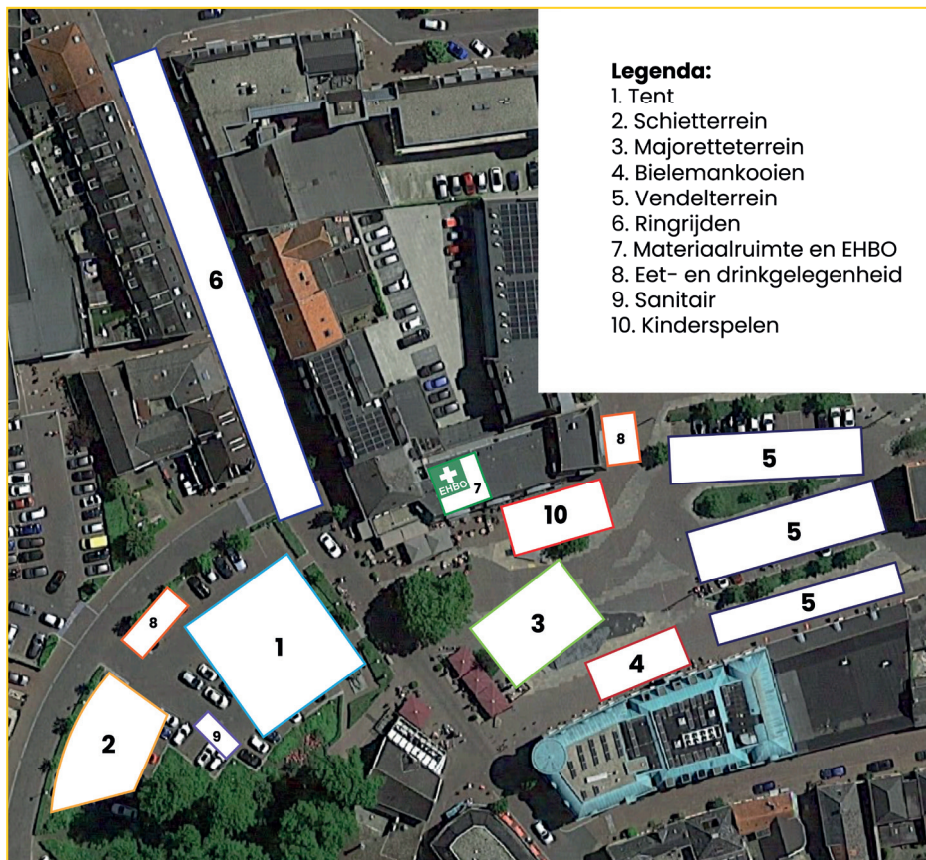 Legenda:
1. Tent
2. Schietterrein
3. Majoretteterrein
4. Bielemankooien
5. Vendelterrein
6. Ringrijden
7. Materiaalruimte en EHBO
8. Eet- en drinkgelegenheid
9. Sanitair
10. Kinderspelen
6
8
5
EHBO
7
10
5
5
8
1
3
4
2
9